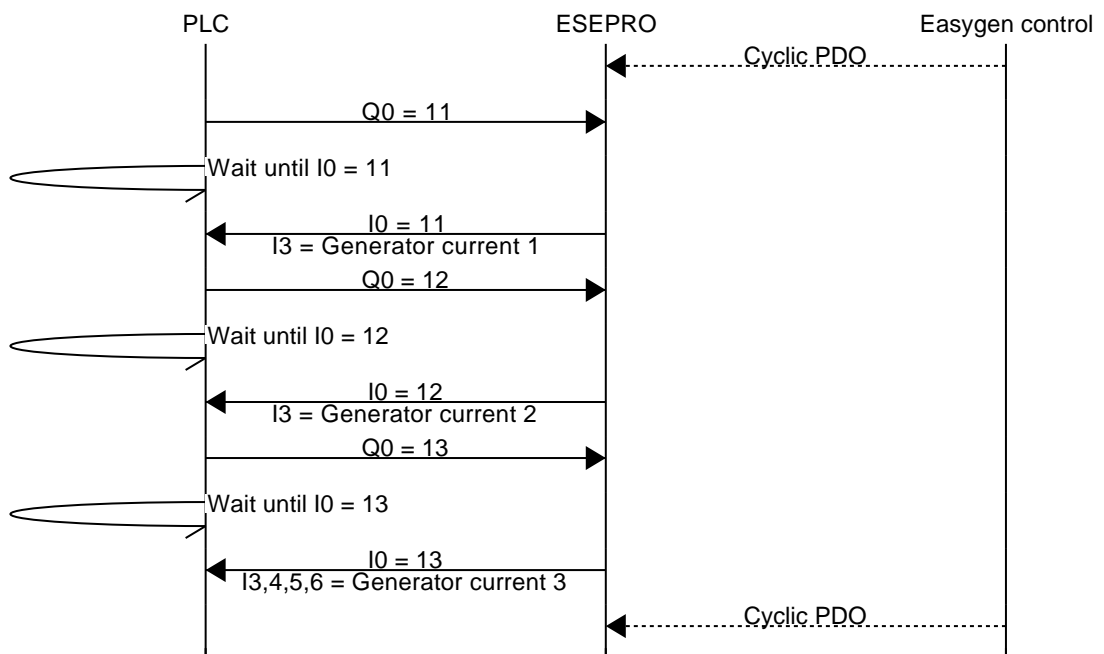 PLC
ESEPRO
Easygen control
Cyclic PDO
Q0 = 11
Wait until I0 = 11
I0 = 11
I3 = Generator current 1
Q0 = 12
Wait until I0 = 12
I0 = 12
I3 = Generator current 2
Q0 = 13
Wait until I0 = 13
I0 = 13
I3,4,5,6 = Generator current 3
Cyclic PDO